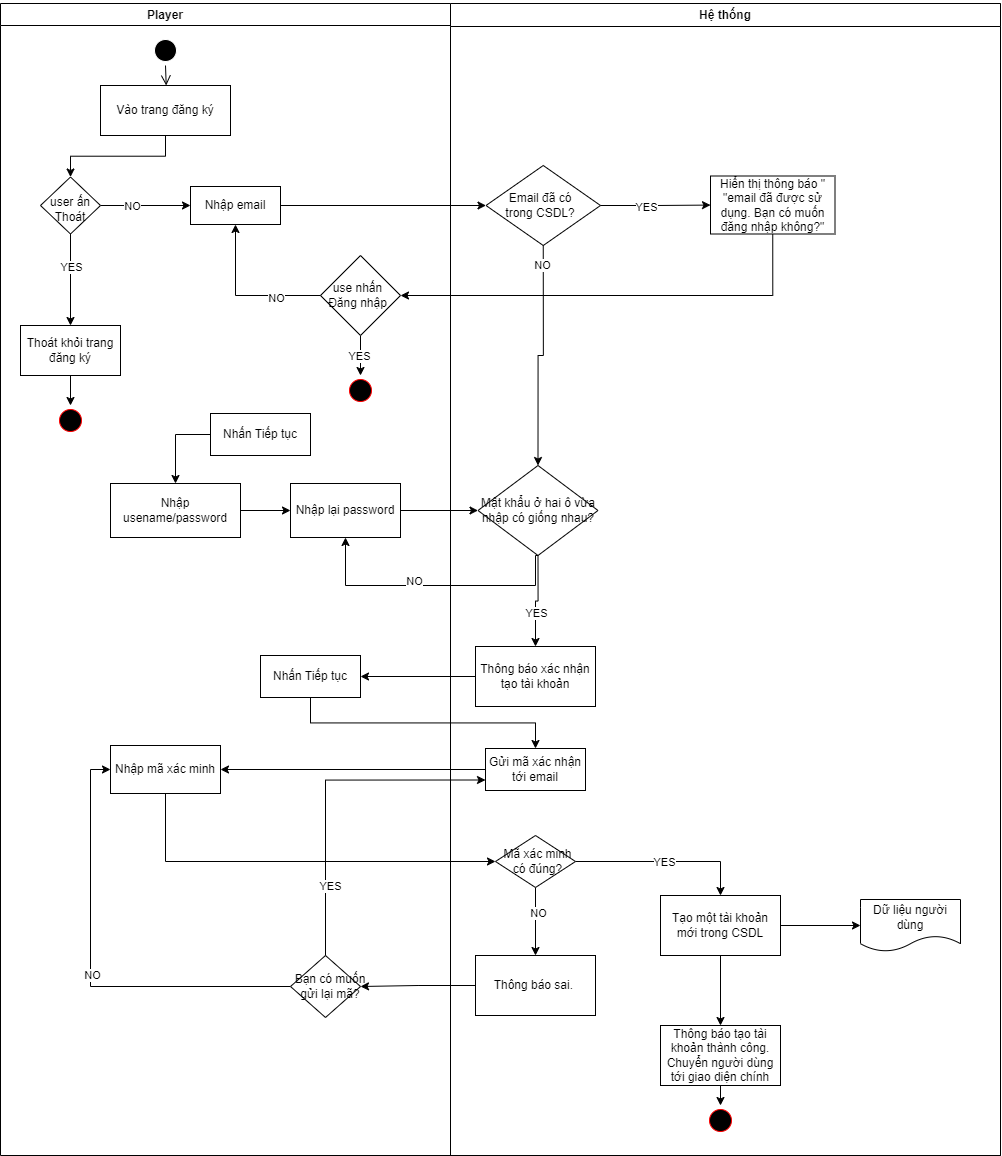 Player
Hệ thống
Vào trang đăng ký
user ấn
Thoát
NO
Nhập email
Email đã có
trong CSDL?
YES
Hiển thị thông báo "
"email đã được sử
dụng. Bạn có muốn
đăng nhập không?"
YES
NO
use nhấn
Đăng nhập
NO
YES
Thoát khỏi trang
đăng ký
Nhấn Tiếp tục
Nhập
usename/password
Nhập lại password
Mật khẩu ở hai ô vừa
nhập có giống nhau?
NO
YES
Thông báo xác nhận
tạo tài khoản
Nhấn Tiếp tục
Gửi mã xác nhận
tới email
Nhập mã xác minh
Mã xác minh
có đúng?
YES
YES
NO
Tạo một tài khoản
mới trong CSDL
Dữ liệu người
dùng
NO
Bạn có muốn
gửi lại mã?
Thông báo sai.
Thông báo tạo tài
khoản thành công.
Chuyển người dùng
tới giao diện chính